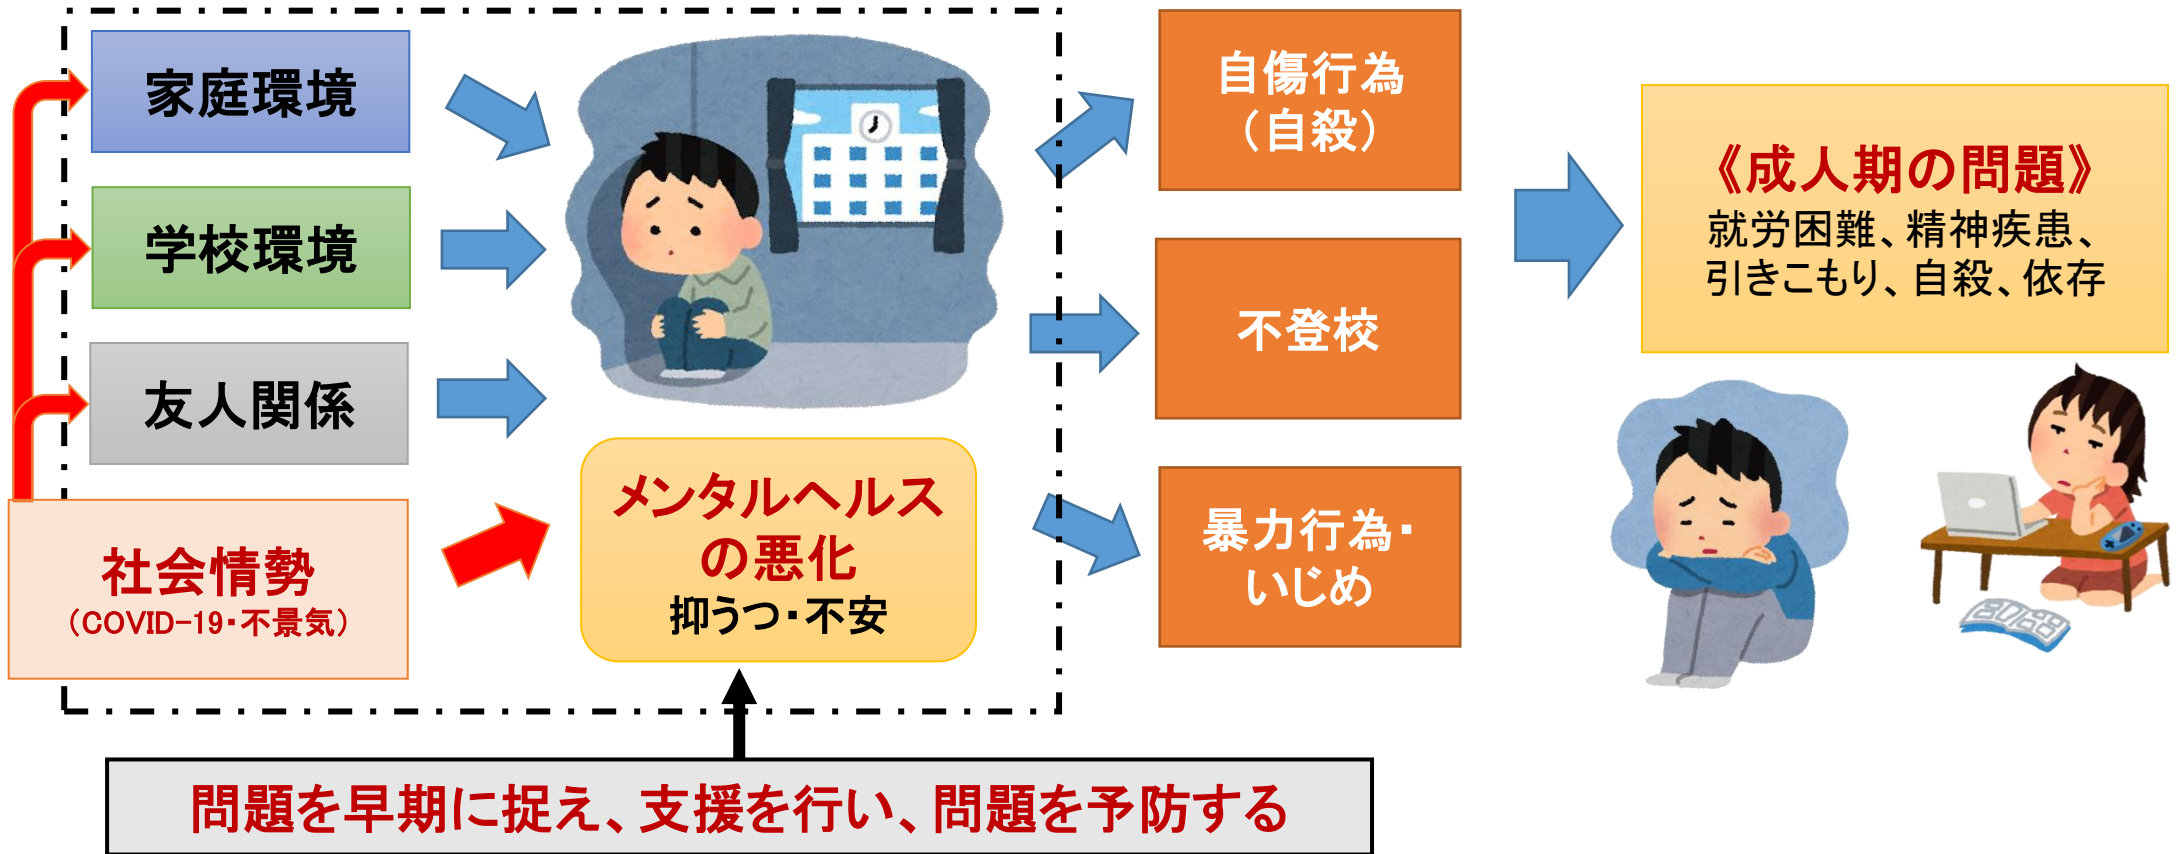 家庭環境
学校環境
友人関係
社会情勢
（COVID-19・不景気）
メンタルヘルス
の悪化
抑うつ・不安
自傷行為
（自殺）
不登校
暴力行為・
いじめ
《成人期の問題》
就労困難、精神疾患、
引きこもり、自殺、依存
問題を早期に捉え、支援を行い、問題を予防する